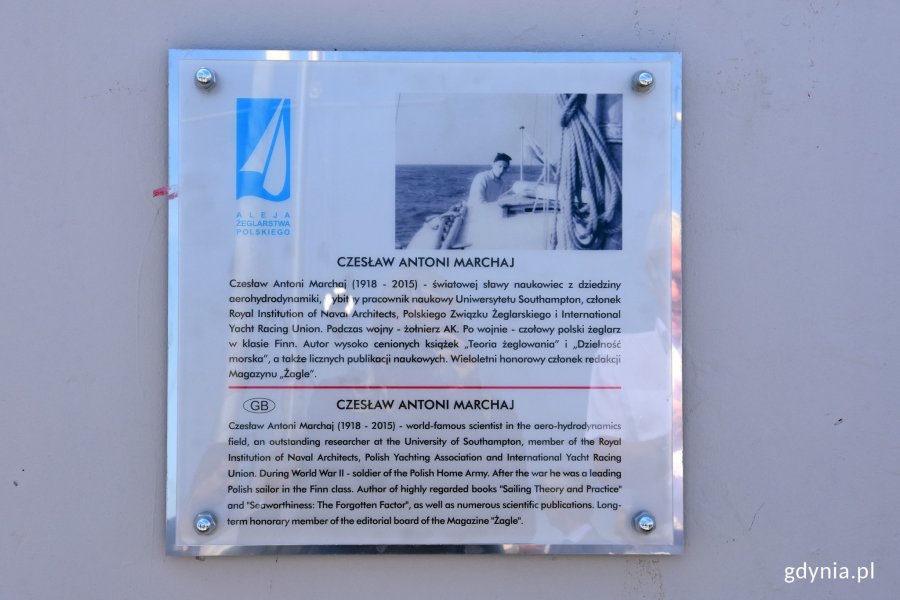 ALEJA
ŻEGLARSTWA
POLSKIEGO
CZESŁAW ANTONI MARCHAJ
Czesław Antoni Marchaj (1918 - 2015) - światowej sławy naukowiec z dziedziny
aerohydrodynamiki, wybitny pracownik naukowy Uniwersytetu Southampton, członek
Royal Institution of Naval Architects, Polskiego Związku Żeglarskiego i International
Yacht Racing Union. Podczas wojny - żołnierz AK. Po wojnie - czołowy polski żeglarz
w klasie Finn. Autor wysoko cenionych książek „Teoria żeglowania" i „Dzielność
morska", a także licznych publikacji naukowych. Wieloletni honorowy członek redakcji
Magazynu „Żagle".
GB
CZESŁAW ANTONI MARCHAJ
Czesław Antoni Marchaj (1918 - 2015) - world-famous scientist in the aero-hydrodynamics
field, an outstanding researcher at the University of Southampton, member of the Royal
Institution of Naval Architects, Polish Yachting Association and International Yacht Racing
Union. During World War II - soldier of the Polish Home Army. After the war he was a leading
Polish sailor in the Finn class. Author of highly regarded books "Sailing Theory and Practice"
and "Seaworthiness: The Forgotten Factor", as well as numerous scientific publications. Long-
term honorary member of the editorial board of the Magazine "Żagle".
gdynia.pl